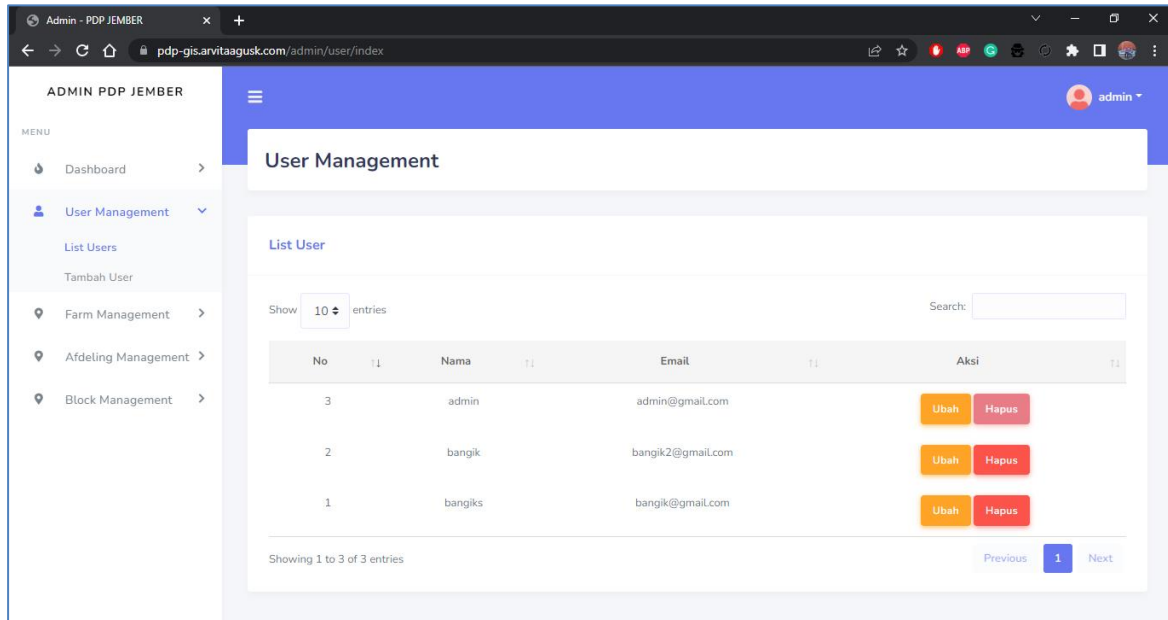 Admin - PDP JEMBER
pdp-gis.arvitaagusk.com/admin/user/index
ABP
G
ADMIN PDP JEMBER
admin
MENU
Dashboard
User Management
List Users
Tambah User
Farm Management
Afdeling Management
Block Management
User Management
List User
Show 10 entries
Search:
No Nama Email Aksi
3 admin admin@gmail.com Ubah Hapus
2 bangik bangik2@gmail.com Ubah Hapus
1 bangiks bangik@gmail.com Ubah Hapus
Showing 1 to 3 of 3 entries
Previous 1 Next